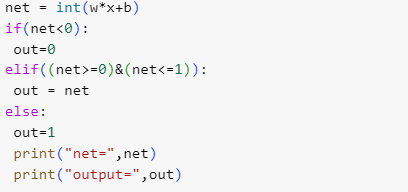 net = int(w*x+b)
if(net<0):
 out=0
elif((net>=0)&(net<=1)):
 out = net
else:
 out=1
 print("net=",net)
 print("output=",out)